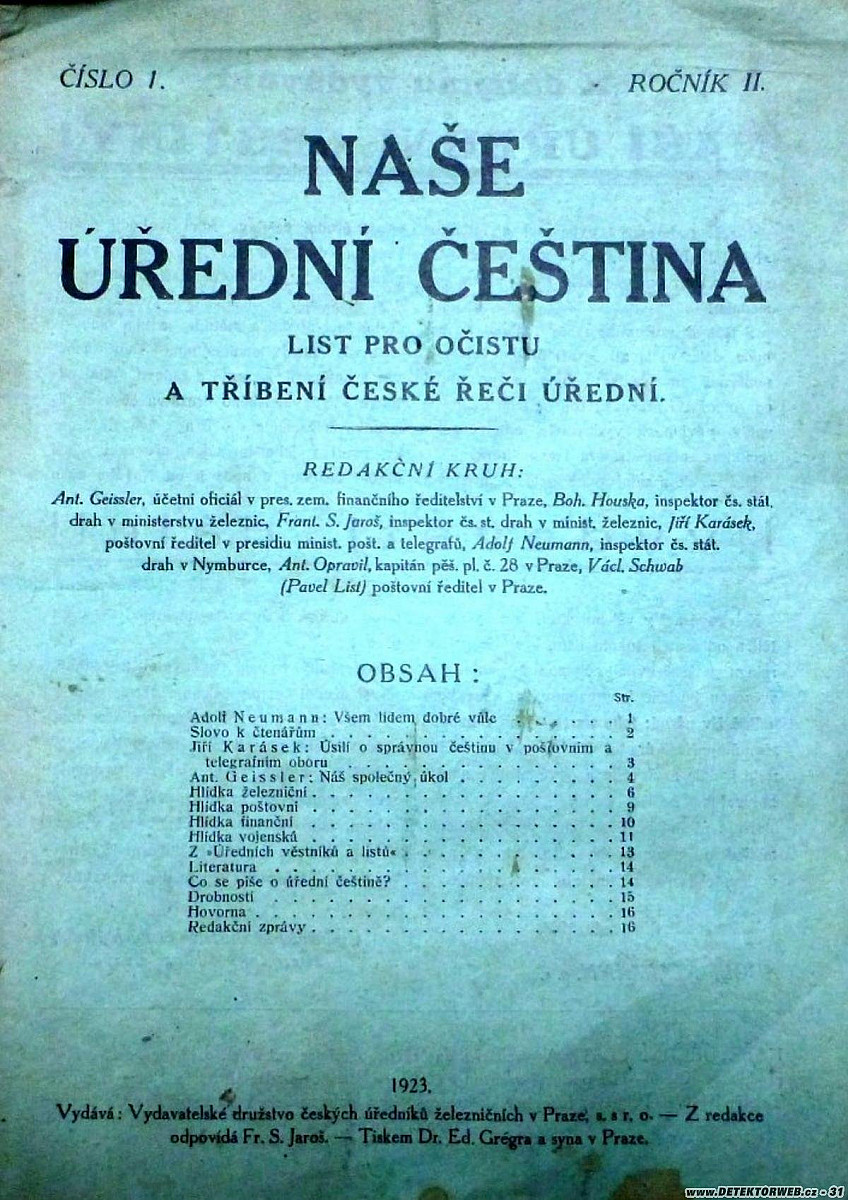 ČÍSLO 1.
ROČNÍK II.
NAŠE
ÚŘEDNÍ ČEŠTINA
LIST PRO OČISTU
A TŘÍBENÍ ČESKÉ ŘEČI ÚŘEDNÍ.
REDAKČNÍ KRUH:
Ant. Geissler, účetní oficiál v pres. zem. finančního ředitelství v Praze, Boh. Houska, inspektor čs. stát.
drah v ministerstvu železnic, Frant. S. Jaroš, inspektor čs. st. drah v minist. železnic, Jiří Karásek,
poštovní ředitel v presidiu minist. pošt. a telegrafů, Adolf Neumann, inspektor čs. stát.
drah v Nymburce, Ant. Opravil, kapitán pěš. pl. č. 28 v Praze, Václ. Schwab
(Pavel List) poštovní ředitel v Praze.
OBSAH :
Str.
Adolf Neumann: Všem lidem dobré vůle . . . . . . . 1
Slovo k čtenářům . . . . . . . . . . . . . . . . 2
Jiří Karásek: Úsilí o správnou češtinu v poštovním a
telegrafním oboru . . . . . . . . . . . . . . . 3
Ant. Geissler: Náš společný úkol . . . . . . . . . 4
Hlídka železniční . . . . . . . . . . . . . . . . 6
Hlídka poštovní . . . . . . . . . . . . . . . . 9
Hlídka finanční . . . . . . . . . . . . . . . . 10
Hlídka vojenská . . . . . . . . . . . . . . . . 11
Z »Úředních věstníků a listů« . . . . . . . . . . . 13
Literatura . . . . . . . . . . . . . . . . . . 14
Co se píše o úřední češtině? . . . . . . . . . . . 14
Drobnosti . . . . . . . . . . . . . . . . . . 15
Hovorna . . . . . . . . . . . . . . . . . . . 16
Redakční zprávy . . . . . . . . . . . . . . . . 16
1923.
Vydává: Vydavatelské družstvo českých úředníků železničních v Praze, s. s r. o. — Z redakce
odpovídá Fr. S. Jaroš. — Tiskem Dr. Ed. Grégra a syna v Praze.
www.DETEKTORWEB.cz - 31